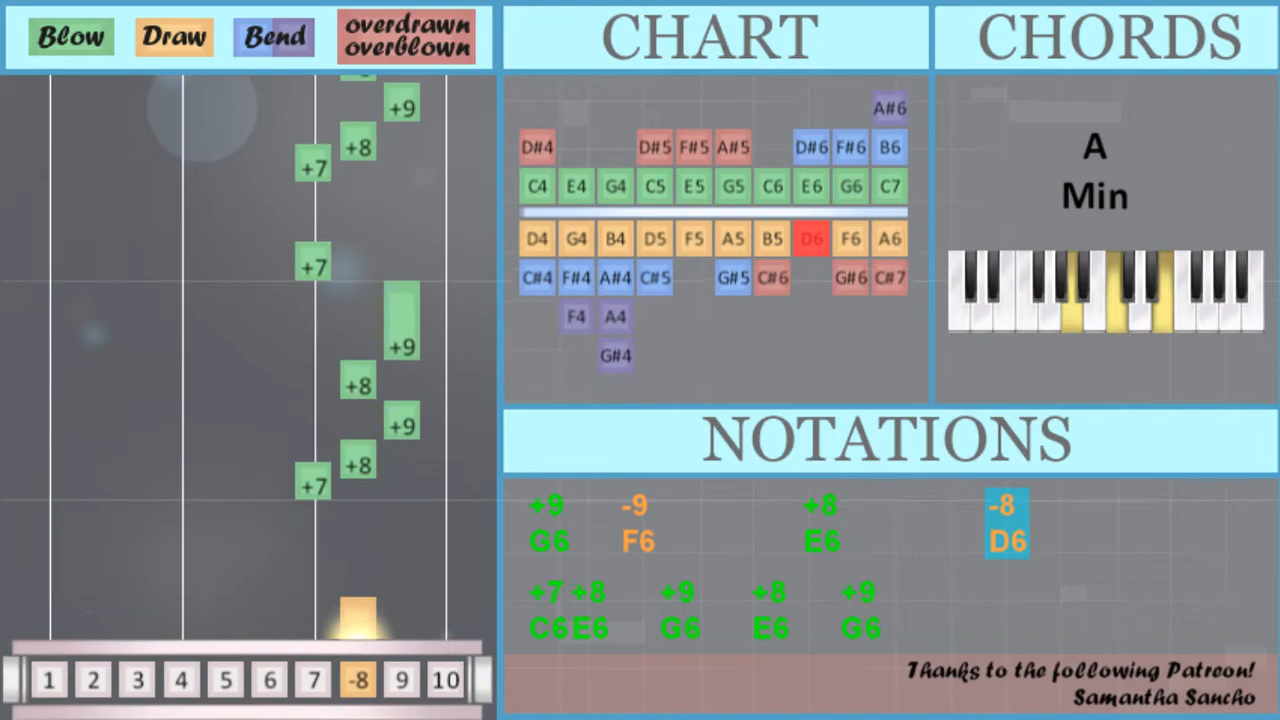 Blow Draw Bend overdrawn
overblown
CHART
CHORDS
+9
+8
+7
+7
+9
+8
+9
+8
+7
1 2 3 4 5 6 7 -8 9 10
A#6
D#4 D#5 F#5 A#5 D#6 F#6 B6
C4 E4 G4 C5 E5 G5 C6 E6 G6 C7
D4 G4 B4 D5 F5 A5 B5 D6 F6 A6
C#4 F#4 A#4 C#5 G#5 C#6 G#6 C#7
F4 A4
G#4
A
Min
NOTATIONS
+9 -9 +8 -8
G6 F6 E6 D6
+7 +8 +9 +8 +9
C6 E6 G6 E6 G6
Thanks to the following Patreon!
Samantha Sancho